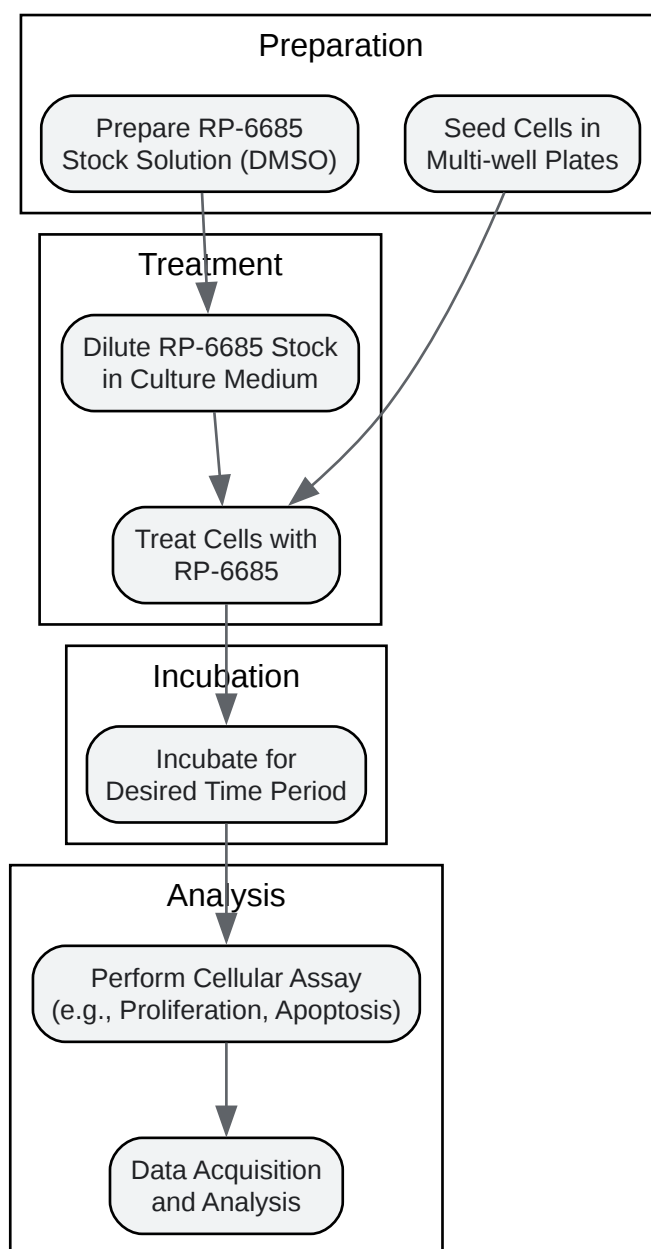 Preparation
Prepare RP-6685
Stock Solution (DMSO)
Seed Cells in
Multi-well Plates
Treatment
Dilute RP-6685 Stock
in Culture Medium
Treat Cells with
RP-6685
Incubation
Incubate for
Desired Time Period
Analysis
Perform Cellular Assay
(e.g., Proliferation, Apoptosis)
Data Acquisition
and Analysis